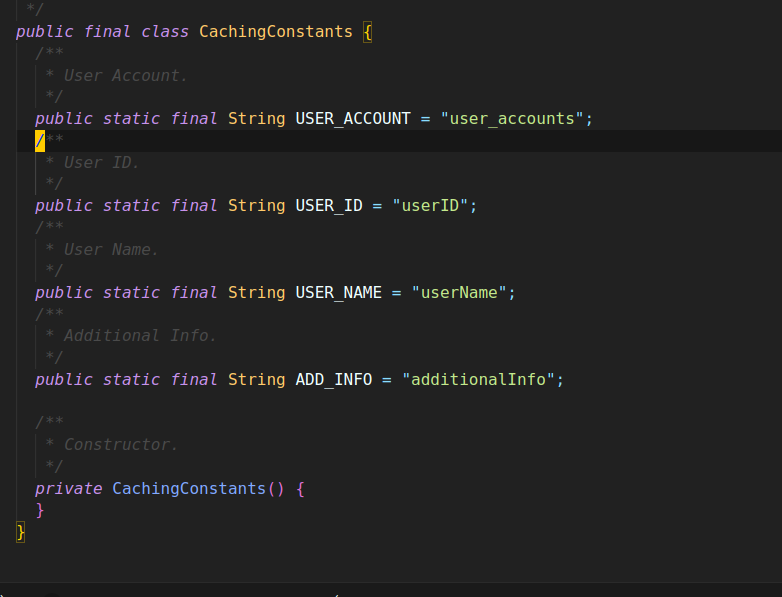 */
public final class CachingConstants {
/**
* User Account.
*/
public static final String USER_ACCOUNT = "user_accounts";
/**
* User ID.
*/
public static final String USER_ID = "userID";
/**
* User Name.
*/
public static final String USER_NAME = "userName";
/**
* Additional Info.
*/
public static final String ADD_INFO = "additionalInfo";
/**
* Constructor.
*/
private CachingConstants() {
}
}